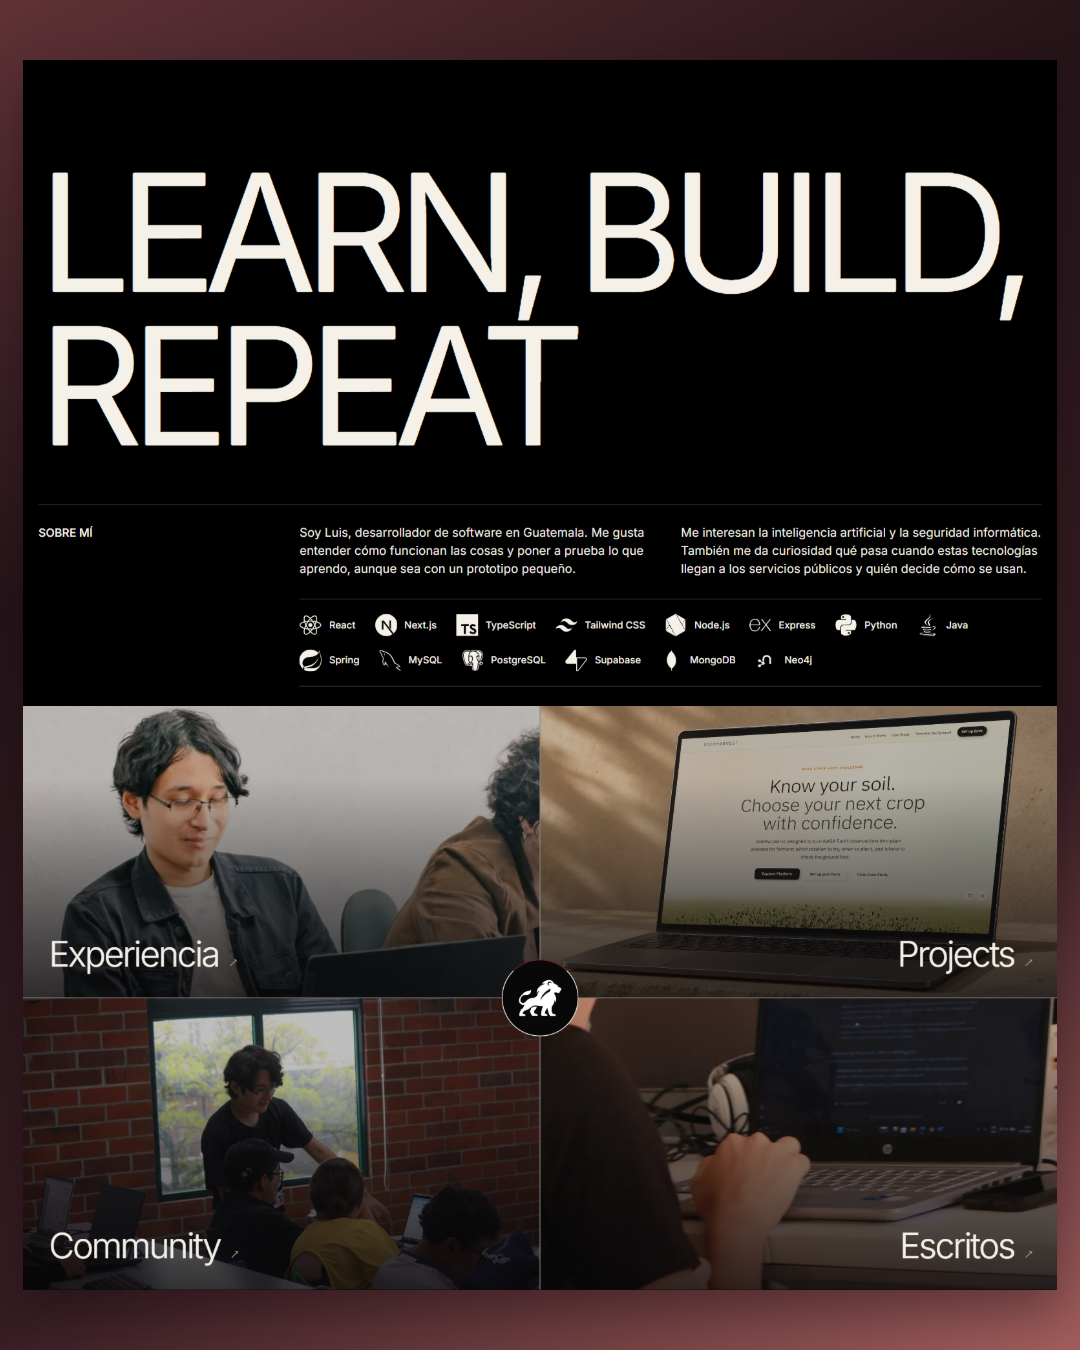 LEARN, BUILD,
REPEAT
SOBRE MÍ
Soy Luis, desarrollador de software en Guatemala. Me gusta
entender cómo funcionan las cosas y poner a prueba lo que
aprendo, aunque sea con un prototipo pequeño.
Me interesan la inteligencia artificial y la seguridad informática.
También me da curiosidad qué pasa cuando estas tecnologías
llegan a los servicios públicos y quién decide cómo se usan.
React
Next.js
TS TypeScript
Tailwind CSS
Node.js
ex Express
Python
Java
Spring
MySQL
PostgreSQL
Supabase
MongoDB
Neo4j
Know your soil.
Choose your next crop
with confidence.
Experiencia
Projects
Community
Escritos